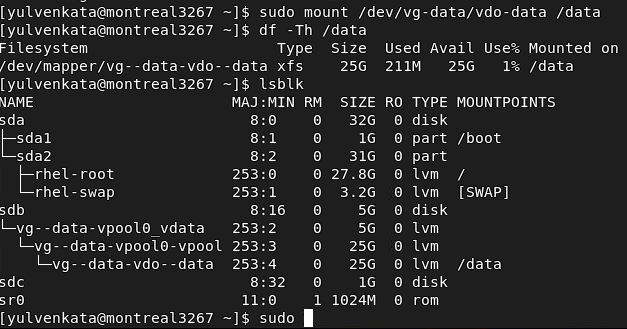 [yulvenkata@montreal3267 ~]$ sudo mount /dev/vg-data/vdo-data /data
[yulvenkata@montreal3267 ~]$ df -Th /data
Filesystem                     Type  Size  Used Avail Use% Mounted on
/dev/mapper/vg--data-vdo--data xfs    25G  211M   25G   1% /data
[yulvenkata@montreal3267 ~]$ lsblk
NAME                      MAJ:MIN RM  SIZE RO TYPE MOUNTPOINTS
sda                         8:0    0   32G  0 disk
├─sda1                      8:1    0    1G  0 part /boot
└─sda2                      8:2    0   31G  0 part
  ├─rhel-root             253:0    0 27.8G  0 lvm  /
  └─rhel-swap             253:1    0  3.2G  0 lvm  [SWAP]
sdb                         8:16   0    5G  0 disk
└─vg--data-vpool0_vdata   253:2    0    5G  0 lvm
  └─vg--data-vpool0-vpool 253:3    0   25G  0 lvm
    └─vg--data-vdo--data  253:4    0   25G  0 lvm  /data
sdc                         8:32   0    1G  0 disk
sr0                        11:0    1 1024M  0 rom
[yulvenkata@montreal3267 ~]$ sudo